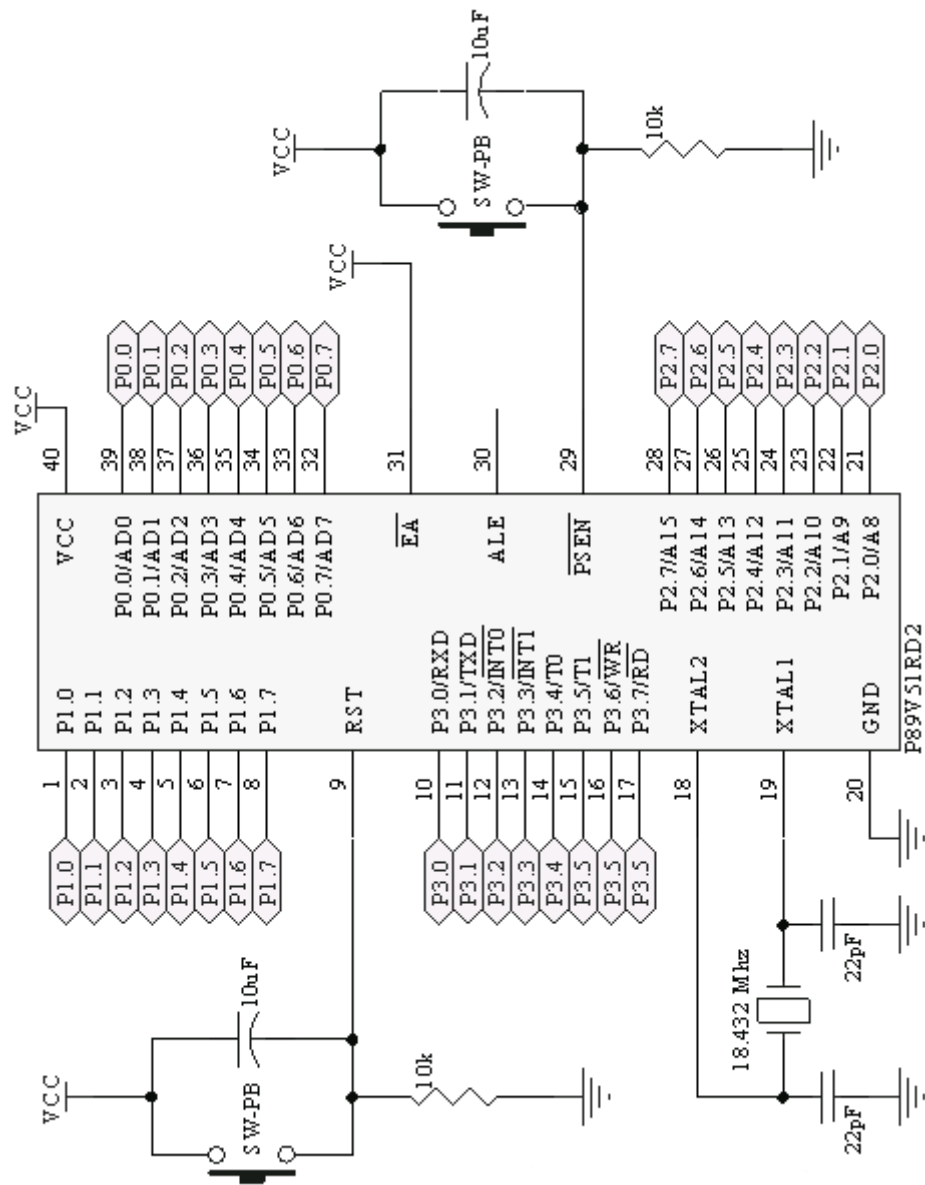 VCC
10uF
SW-PB
10k
P1.0
P1.1
P1.2
P1.3
P1.4
P1.5
P1.6
P1.7
P3.0
P3.1
P3.2
P3.3
P3.4
P3.5
P3.5
P3.5
18.432 Mhz
22pF
22pF
1
2
3
4
5
6
7
8
9
10
11
12
13
14
15
16
17
18
19
20
P1.0
P1.1
P1.2
P1.3
P1.4
P1.5
P1.6
P1.7
RST
P3.0/RXD
P3.1/TXD
P3.2/INT0
P3.3/INT1
P3.4/T0
P3.5/T1
P3.6/WR
P3.7/RD
XTAL2
XTAL1
GND
VCC
P0.0/AD0
P0.1/AD1
P0.2/AD2
P0.3/AD3
P0.4/AD4
P0.5/AD5
P0.6/AD6
P0.7/AD7
EA
ALE
PSEN
P2.7/A15
P2.6/A14
P2.5/A13
P2.4/A12
P2.3/A11
P2.2/A10
P2.1/A9
P2.0/A8
P89V51RD2
40
39
38
37
36
35
34
33
32
31
30
29
28
27
26
25
24
23
22
21
VCC
P0.0
P0.1
P0.2
P0.3
P0.4
P0.5
P0.6
P0.7
P2.7
P2.6
P2.5
P2.4
P2.3
P2.2
P2.1
P2.0
VCC
VCC
10uF
SW-PB
10k